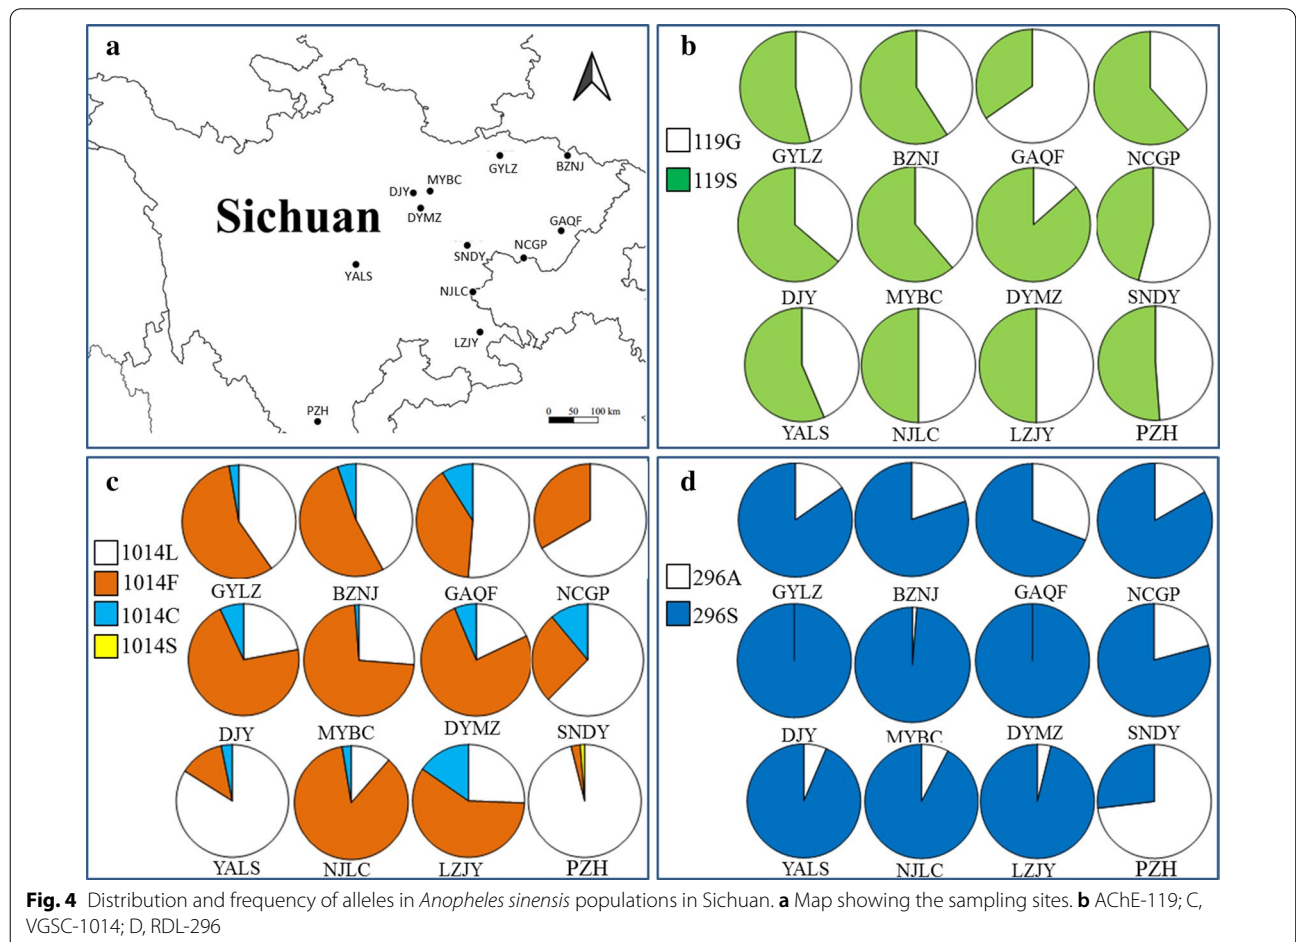 a
Sichuan
GYLZ
BZNJ
DJY
MYBC
DYMZ
GAQF
SNDY
NCGP
YALS
NJLC
LZJY
PZH
0 50 100 km
b
119G
119S
GYLZ BZNJ GAQF NCGP
DJY MYBC DYMZ SNDY
YALS NJLC LZJY PZH
c
1014L
1014F
1014C
1014S
GYLZ BZNJ GAQF NCGP
DJY MYBC DYMZ SNDY
YALS NJLC LZJY PZH
d
296A
296S
GYLZ BZNJ GAQF NCGP
DJY MYBC DYMZ SNDY
YALS NJLC LZJY PZH
Fig. 4 Distribution and frequency of alleles in Anopheles sinensis populations in Sichuan. a Map showing the sampling sites. b AChE-119; C,
VGSC-1014; D, RDL-296